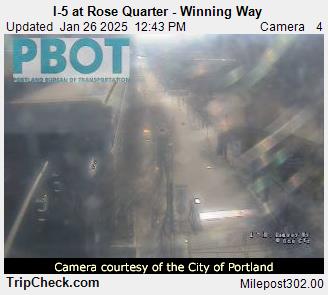 I-5 at Rose Quarter - Winning Way
Updated Jan 26 2025 12:43 PM Camera 4
PBOT
PORTLAND BUREAU OF TRANSPORTATION
Camera courtesy of the City of Portland
TripCheck.com Milepost302.00